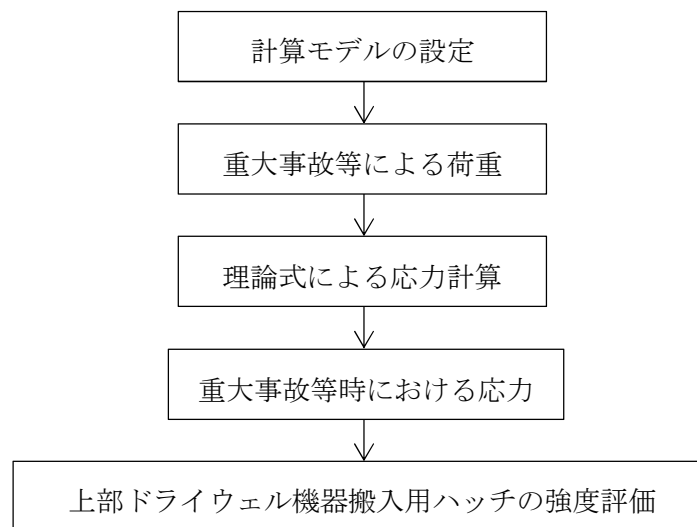 計算モデルの設定
重大事故等による荷重
理論式による応力計算
重大事故等時における応力
上部ドライウェル機器搬入用ハッチの強度評価